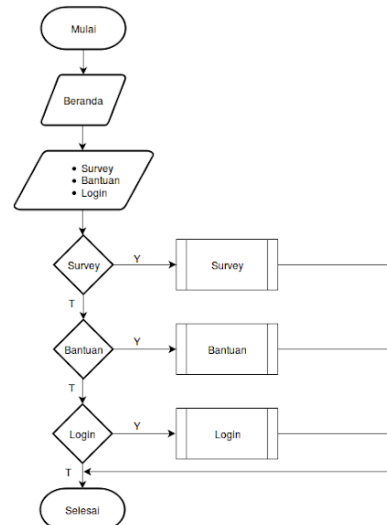 Mulai
Beranda
• Survey
• Bantuan
• Login
Survey
Y
Survey
T
Bantuan
Y
Bantuan
T
Login
Y
Login
T
Selesai